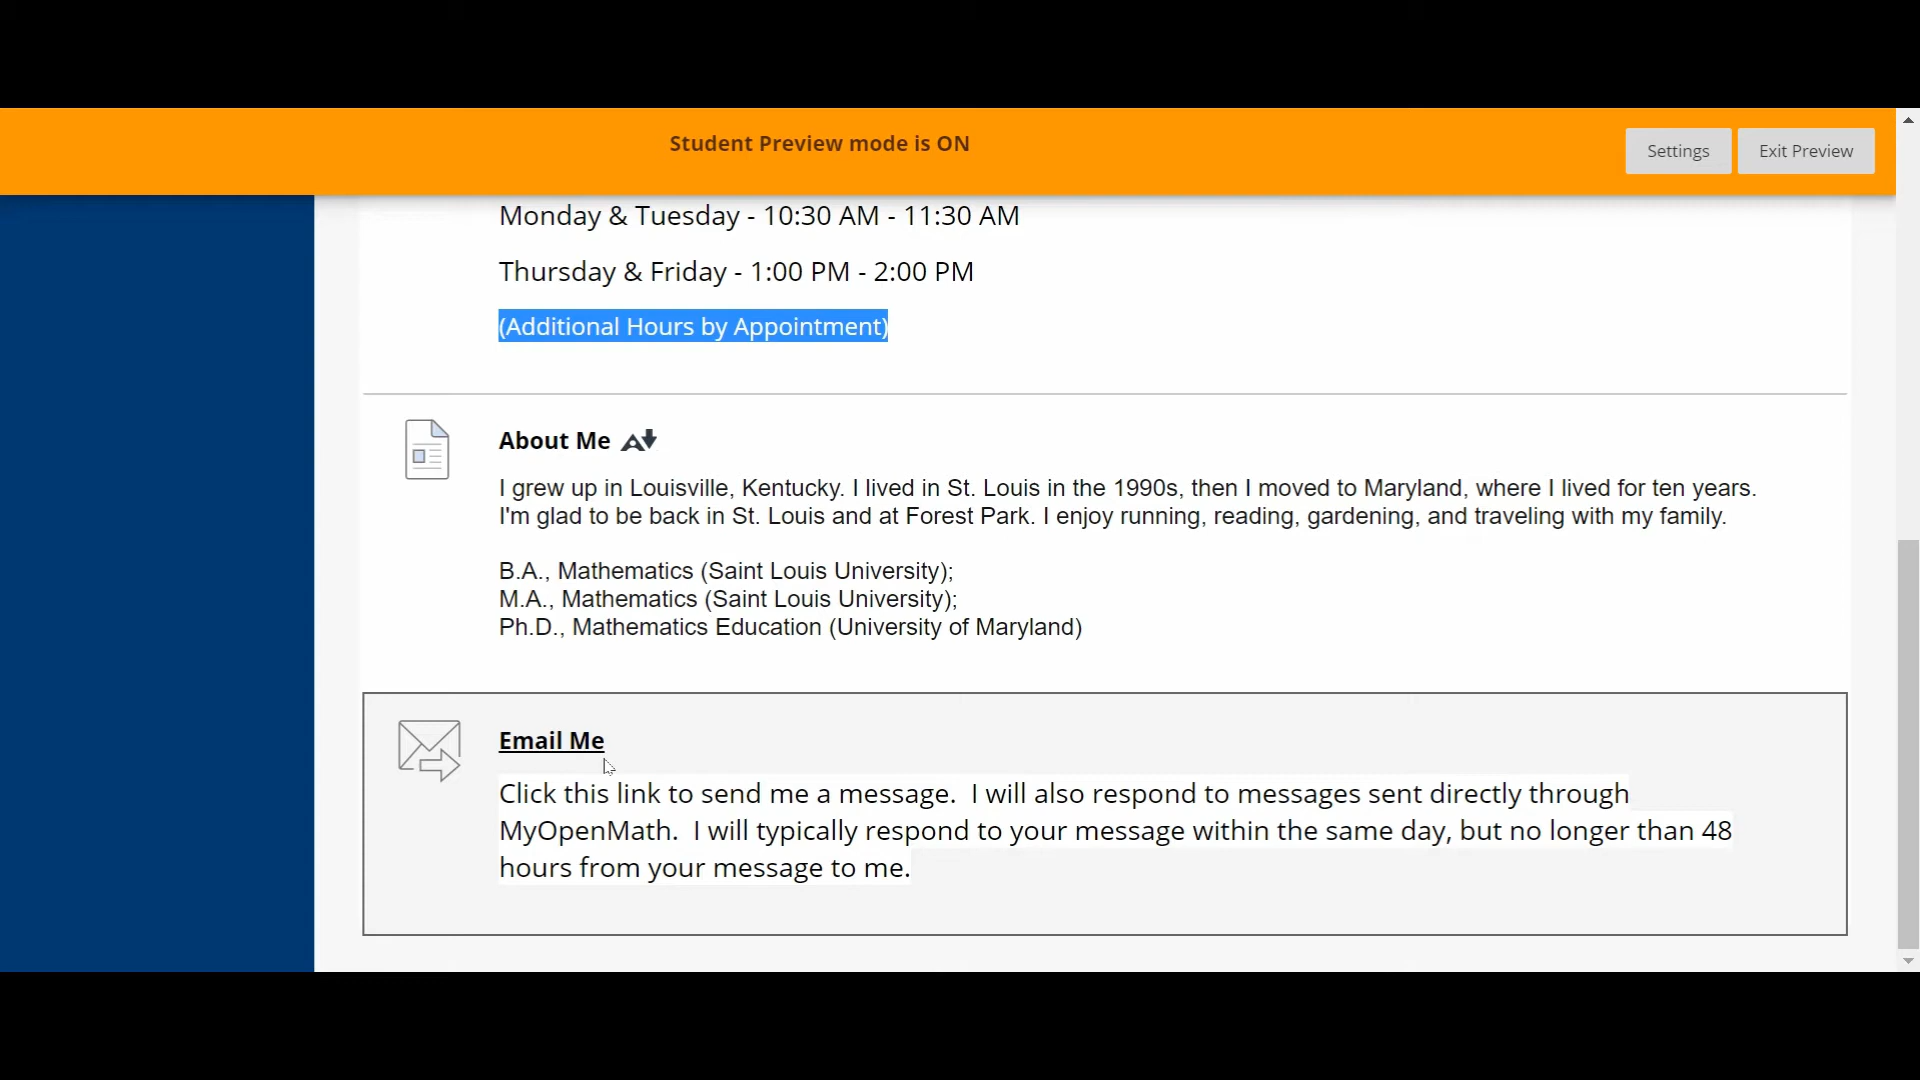 Student Preview mode is ON
Settings
Exit Preview
Monday & Tuesday - 10:30 AM - 11:30 AM
Thursday & Friday - 1:00 PM - 2:00 PM
(Additional Hours by Appointment)
About Me
I grew up in Louisville, Kentucky. I lived in St. Louis in the 1990s, then I moved to Maryland, where I lived for ten years.
I'm glad to be back in St. Louis and at Forest Park. I enjoy running, reading, gardening, and traveling with my family.
B.A., Mathematics (Saint Louis University);
M.A., Mathematics (Saint Louis University);
Ph.D., Mathematics Education (University of Maryland)
Email Me
Click this link to send me a message.  I will also respond to messages sent directly through
MyOpenMath.  I will typically respond to your message within the same day, but no longer than 48
hours from your message to me.